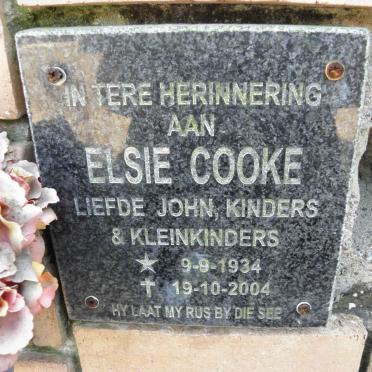 IN TERE HERINNERING
AAN
ELSIE COOKE
LIEFDE JOHN, KINDERS
& KLEINKINDERS
9-9-1934
19-10-2004
HY LAAT MY RUS BY DIE SEE